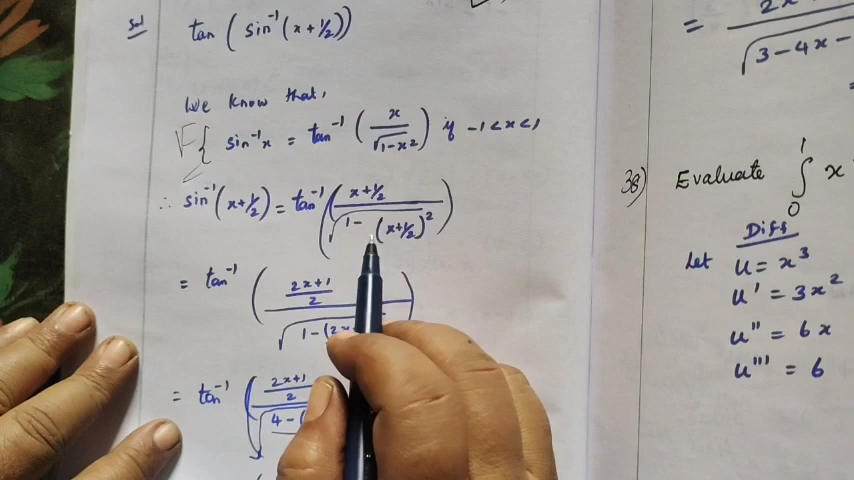 Sol tan (sin⁻¹(x+1/2))
We know that,
F { sin⁻¹x = tan⁻¹ (x/√(1-x²)) if -1<x<1
∴ sin⁻¹(x+1/2) = tan⁻¹ ((x+1/2)/√(1-(x+1/2)²))
= tan⁻¹ (((2x+1)/2)/√(1-(2x
= tan⁻¹ (((2x+1)/2)/√(4-(
= 2x
√(3-4x-
38) Evaluate ∫₀¹ x
Diff
Let u = x³
u' = 3x²
u'' = 6x
u''' = 6